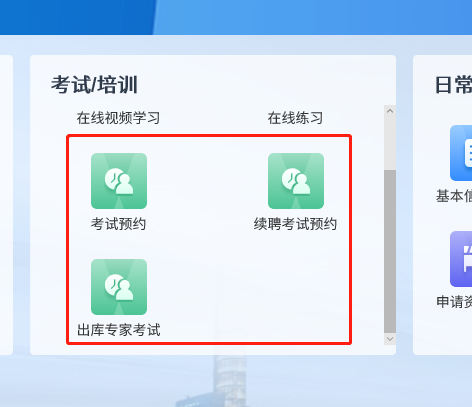 考试/培训
在线视频学习
在线练习
考试预约
续聘考试预约
出库专家考试
日常
基本信
申请资